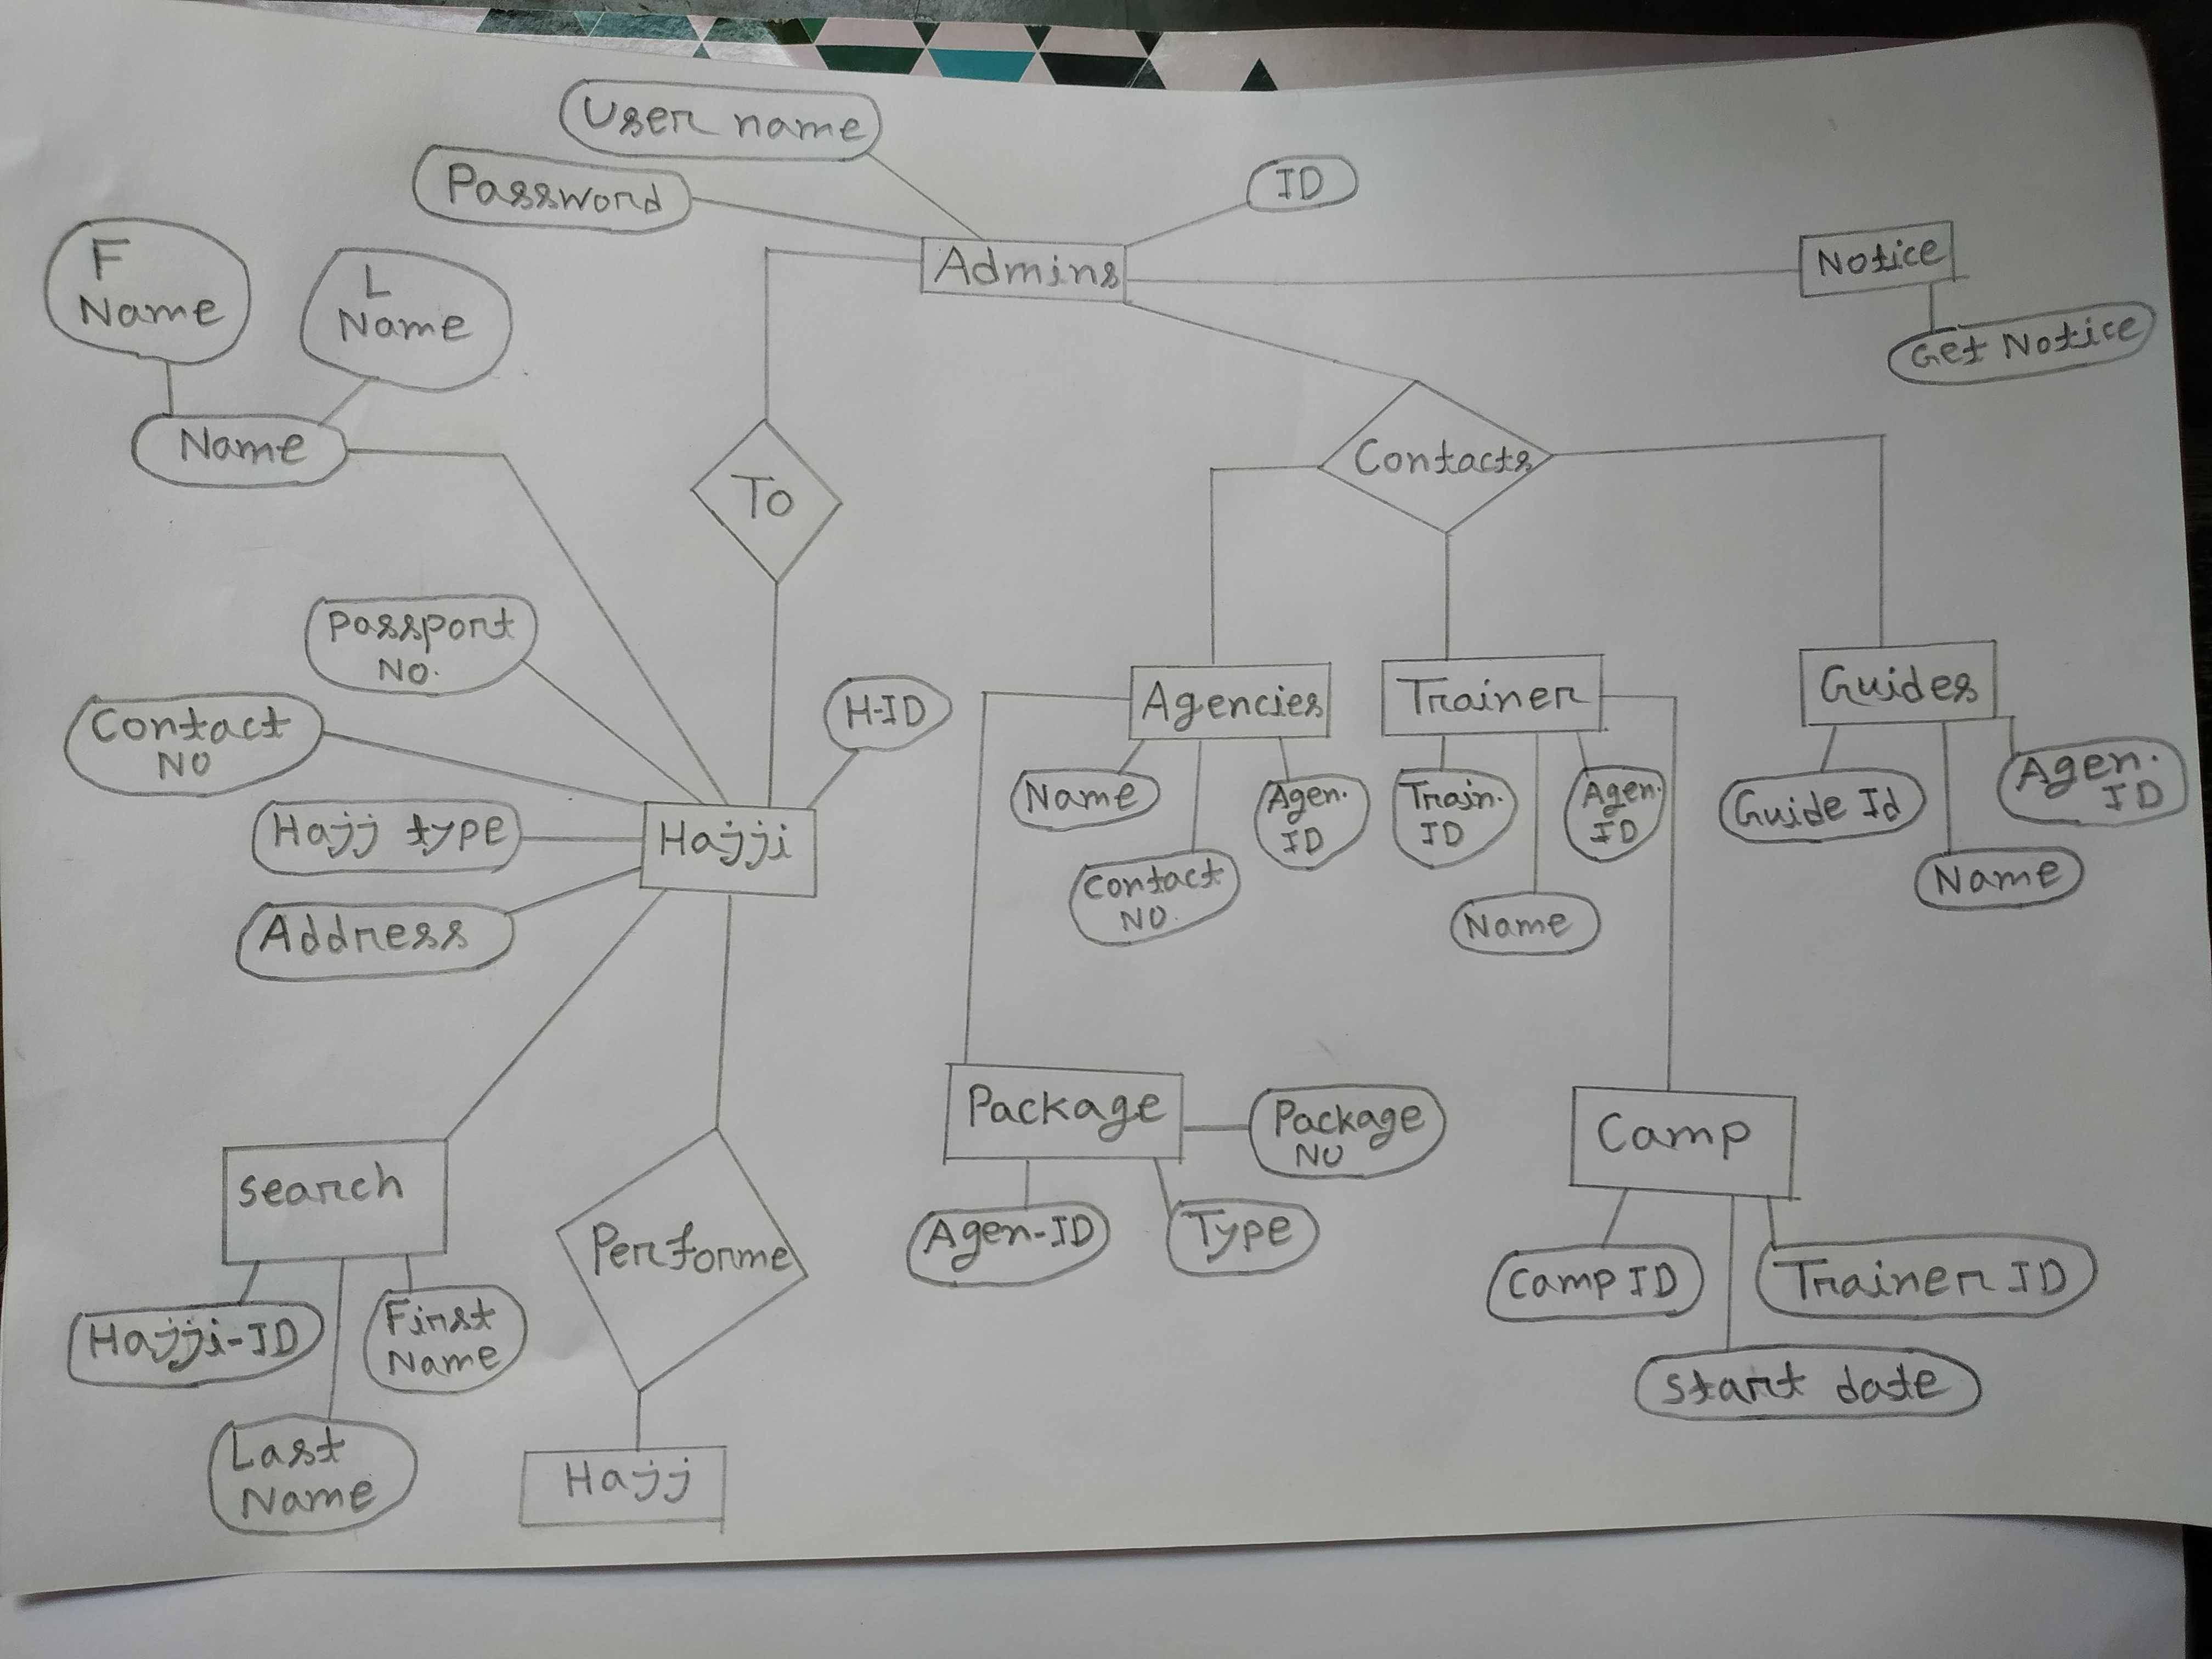 User name
Password
ID
Admins
Notice
Get Notice
F
Name
L
Name
Name
To
Contacts
Passport
No.
Contact
NO
H-ID
Hajj type
Hajji
Address
Agencies
Trainer
Guides
Name
Agen.
ID
Contact
NO.
Train.
ID
Agen.
ID
Name
Guide Id
Agen.
ID
Name
Package
Package
NO
Agen-ID
Type
Camp
Camp ID
Trainer ID
start date
search
Hajji-ID
First
Name
Last
Name
Performe
Hajj